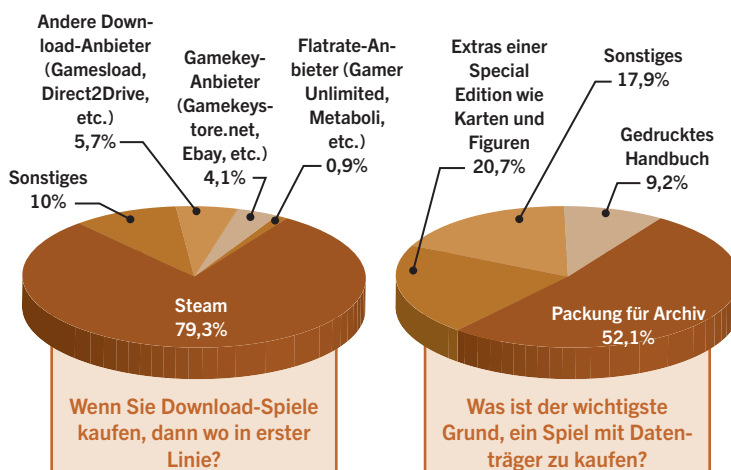 Andere Down-
load-Anbieter
(Gamesload,
Direct2Drive,
etc.)
5,7%
Gamekey-
Anbieter
(Gamekeys-
tore.net,
Ebay, etc.)
4,1%
Flatrate-An-
bieter (Gamer
Unlimited,
Metaboli,
etc.)
0,9%
Sonstiges
10%
Steam
79,3%
Wenn Sie Download-Spiele
kaufen, dann wo in erster
Linie?
Extras einer
Special
Edition wie
Karten und
Figuren
20,7%
Sonstiges
17,9%
Gedrucktes
Handbuch
9,2%
Packung für Archiv
52,1%
Was ist der wichtigste
Grund, ein Spiel mit Daten-
träger zu kaufen?